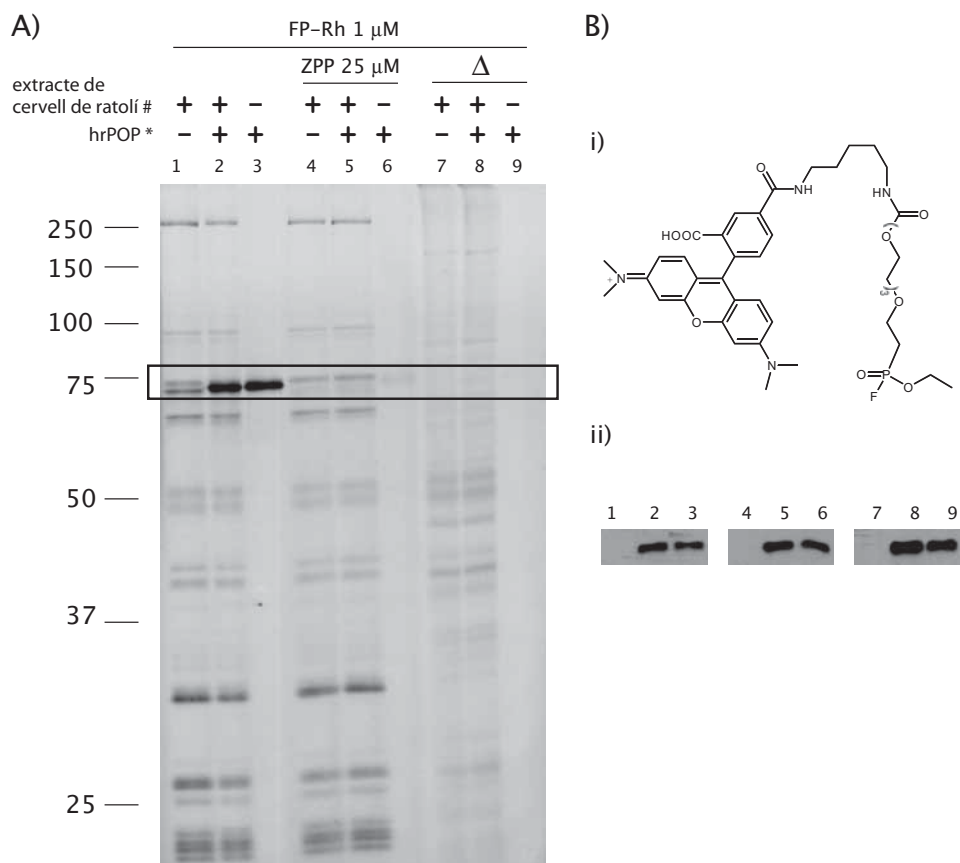 A)
FP-Rh 1 μM
ZPP 25 μM
Δ
extracte de
cervell de ratolí #
+ + − + + − + + −
hrPOP *
− + + − + + − + +
1 2 3 4 5 6 7 8 9
250
150
100
75
50
37
25
B)
i)
O
NH
HN
O
O
HOOC
N
+
O
N
3
O
O
P
F
O
ii)
1 2 3 4 5 6 7 8 9